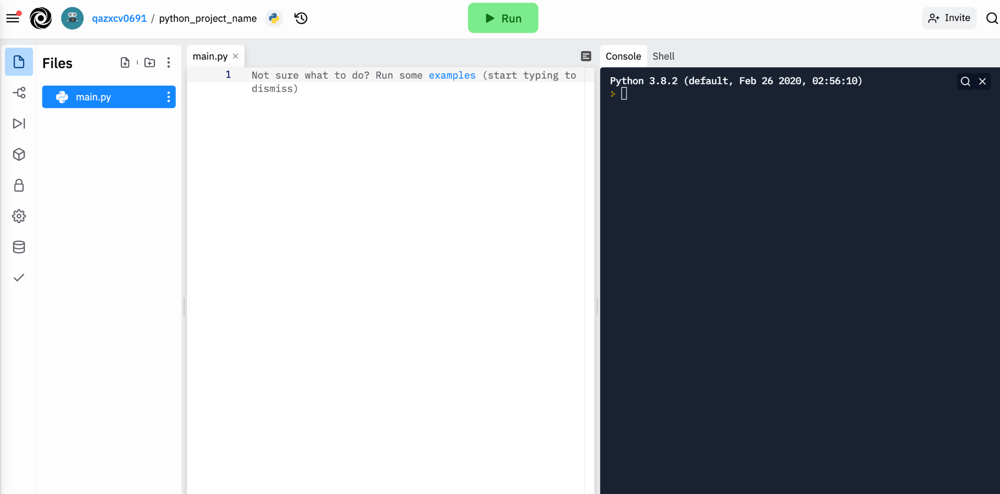 qazxcv0691 / python_project_name
Run
Invite
Files
main.py
main.py
1 Not sure what to do? Run some examples (start typing to
dismiss)
Console Shell
Python 3.8.2 (default, Feb 26 2020, 02:56:10)